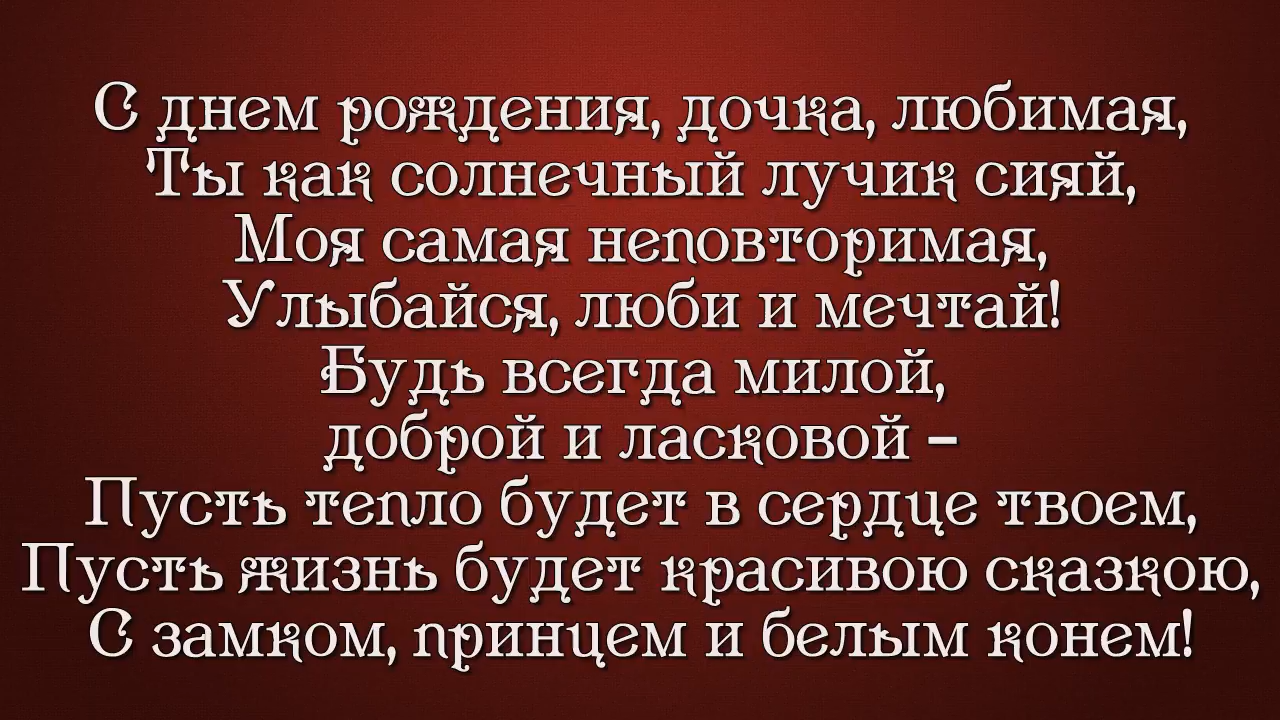 С днем рождения, дочка, любимая,
Ты как солнечный лучик сияй,
Моя самая неповторимая,
Улыбайся, люби и мечтай!
Будь всегда милой,
доброй и ласковой –
Пусть тепло будет в сердце твоем,
Пусть жизнь будет красивою сказкою,
С замком, принцем и белым конем!